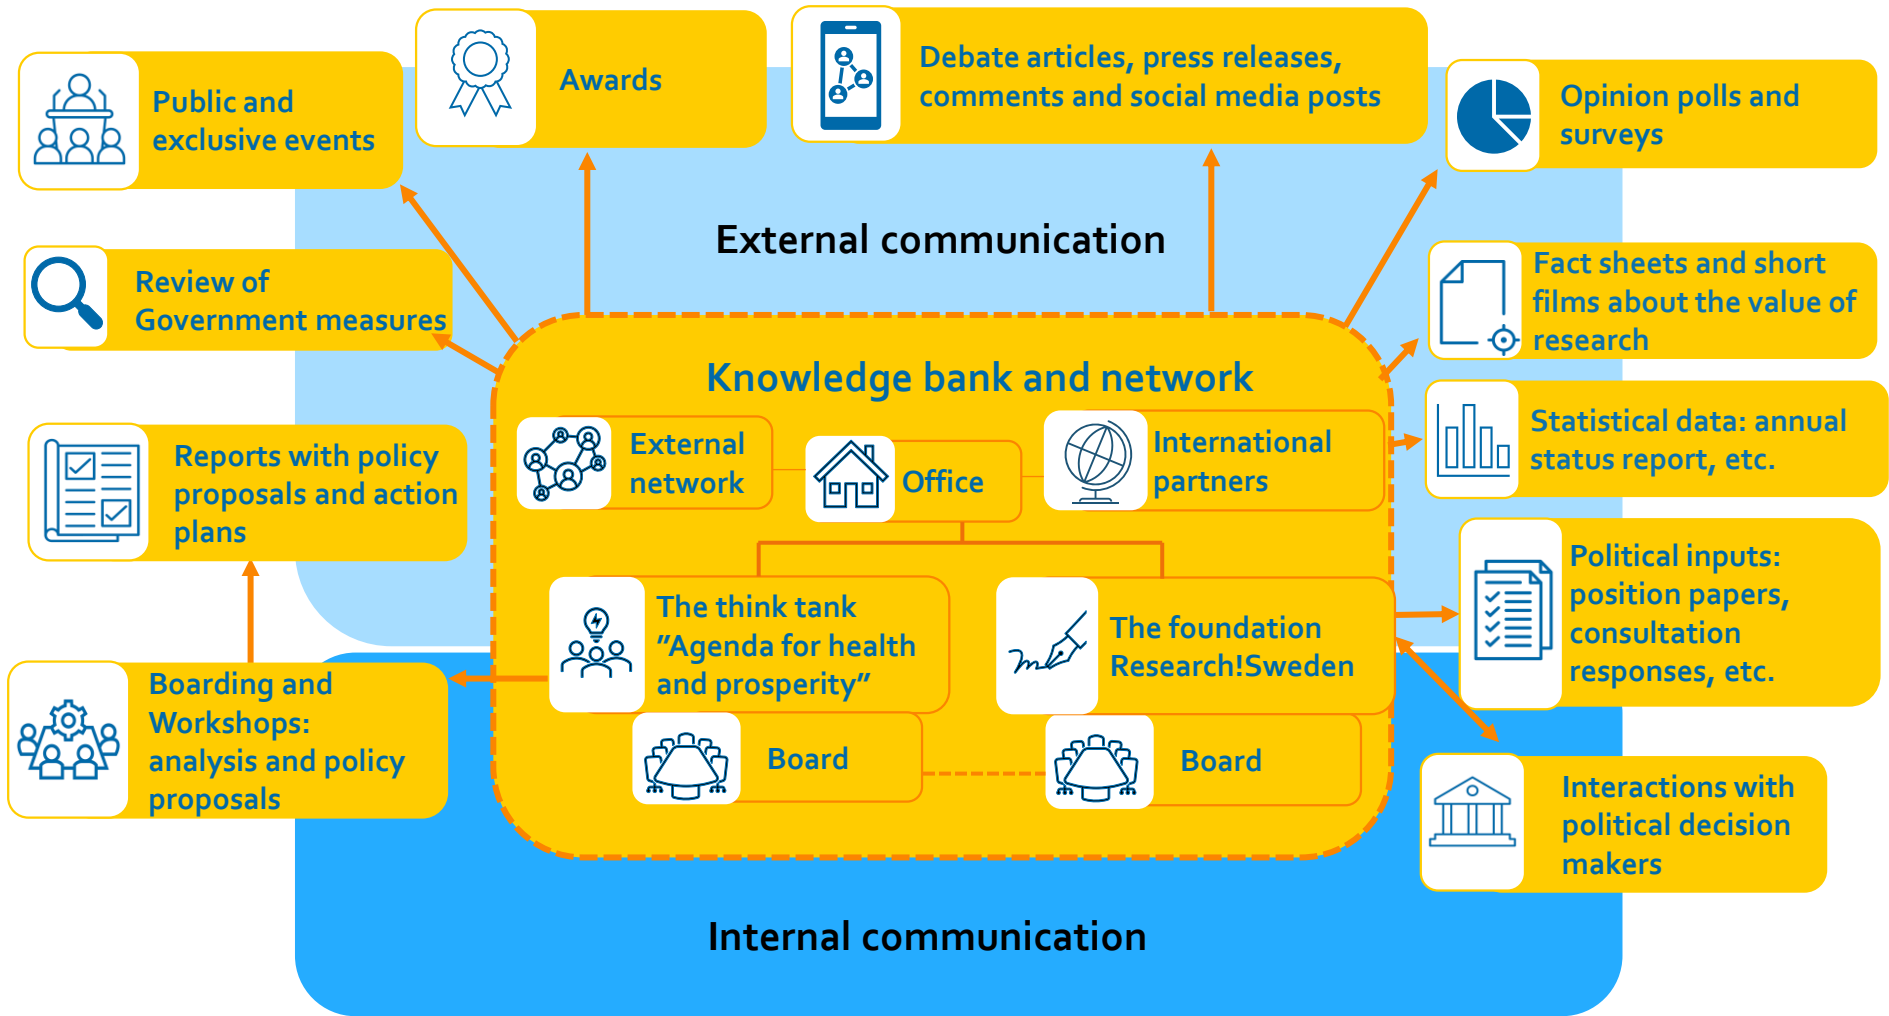 Public and
exclusive events
Awards
Debate articles, press releases,
comments and social media posts
Opinion polls and
surveys
External communication
Review of
Government measures
Fact sheets and short
films about the value of
research
Knowledge bank and network
External
network
Office
International
partners
Statistical data: annual
status report, etc.
Reports with policy
proposals and action
plans
Political inputs:
position papers,
consultation
responses, etc.
The think tank
”Agenda for health
and prosperity”
The foundation
Research!Sweden
Boarding and
Workshops:
analysis and policy
proposals
Board
Board
Interactions with
political decision
makers
Internal communication